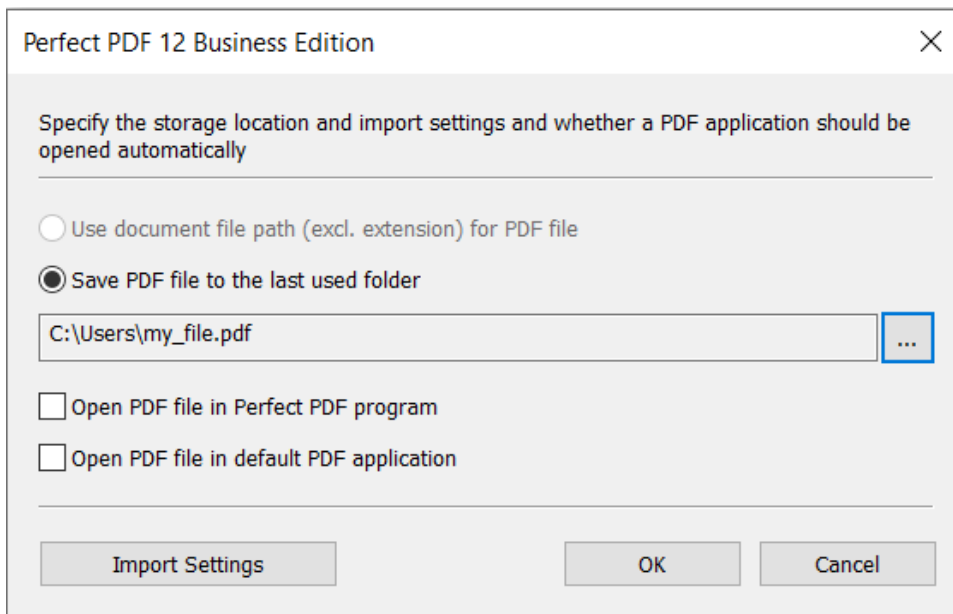 Perfect PDF 12 Business Edition
Specify the storage location and import settings and whether a PDF application should be
opened automatically
Use document file path (excl. extension) for PDF file
Save PDF file to the last used folder
C:\Users\my_file.pdf
...
Open PDF file in Perfect PDF program
Open PDF file in default PDF application
Import Settings
OK
Cancel